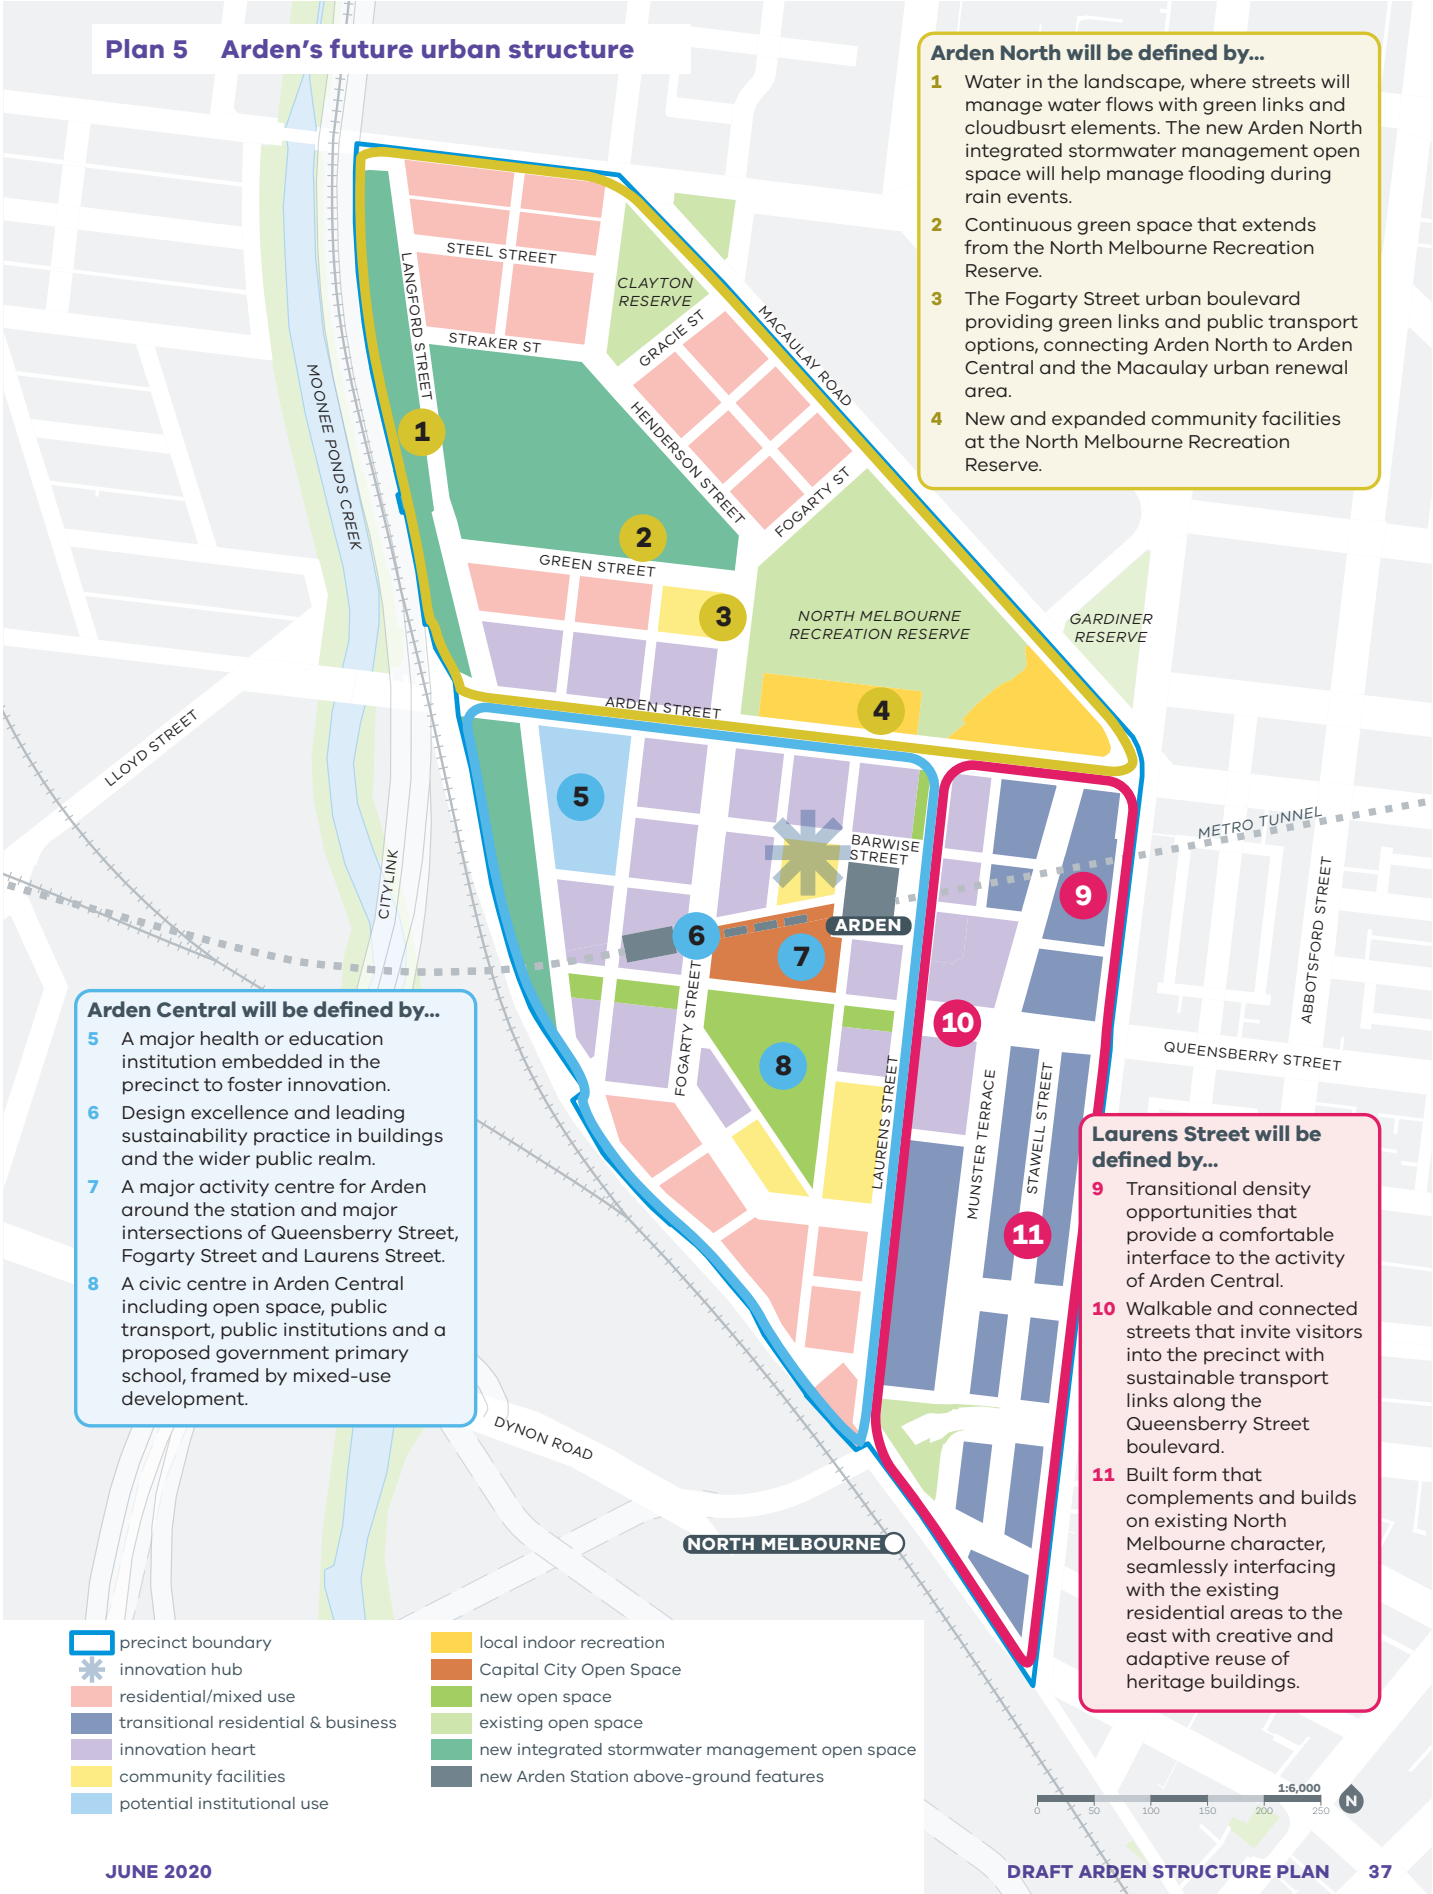 Plan 5 Arden's future urban structure
Arden North will be defined by...
1 Water in the landscape, where streets will
manage water flows with green links and
cloudbusrt elements. The new Arden North
integrated stormwater management open
space will help manage flooding during
rain events.
2 Continuous green space that extends
from the North Melbourne Recreation
Reserve.
3 The Fogarty Street urban boulevard
providing green links and public transport
options, connecting Arden North to Arden
Central and the Macaulay urban renewal
area.
4 New and expanded community facilities
at the North Melbourne Recreation
Reserve.
STEEL STREET
LANGFORD STREET
CLAYTON
RESERVE
MACAULAY ROAD
GRACIE ST
STRAKER ST
MOONEE PONDS CREEK
HENDERSON STREET
1
FOGARTY ST
2
GREEN STREET
3
NORTH MELBOURNE
RECREATION RESERVE
GARDINER
RESERVE
ARDEN STREET
4
LLOYD STREET
5
METRO TUNNEL
BARWISE
STREET
CITYLINK
9
ABBOTSFORD STREET
ARDEN
6
7
10
FOGARTY STREET
8
LAURENS STREET
QUEENSBERRY STREET
MUNSTER TERRACE
STAWELL STREET
11
Arden Central will be defined by...
5 A major health or education
institution embedded in the
precinct to foster innovation.
6 Design excellence and leading
sustainability practice in buildings
and the wider public realm.
7 A major activity centre for Arden
around the station and major
intersections of Queensberry Street,
Fogarty Street and Laurens Street.
8 A civic centre in Arden Central
including open space, public
transport, public institutions and a
proposed government primary
school, framed by mixed-use
development.
Laurens Street will be
defined by...
9 Transitional density
opportunities that
provide a comfortable
interface to the activity
of Arden Central.
10 Walkable and connected
streets that invite visitors
into the precinct with
sustainable transport
links along the
Queensberry Street
boulevard.
11 Built form that
complements and builds
on existing North
Melbourne character,
seamlessly interfacing
with the existing
residential areas to the
east with creative and
adaptive reuse of
heritage buildings.
DYNON ROAD
NORTH MELBOURNE
precinct boundary
innovation hub
residential/mixed use
transitional residential & business
innovation heart
community facilities
potential institutional use
local indoor recreation
Capital City Open Space
new open space
existing open space
new integrated stormwater management open space
new Arden Station above-ground features
1:6,000
0 50 100 150 200 250
N
JUNE 2020
DRAFT ARDEN STRUCTURE PLAN 37